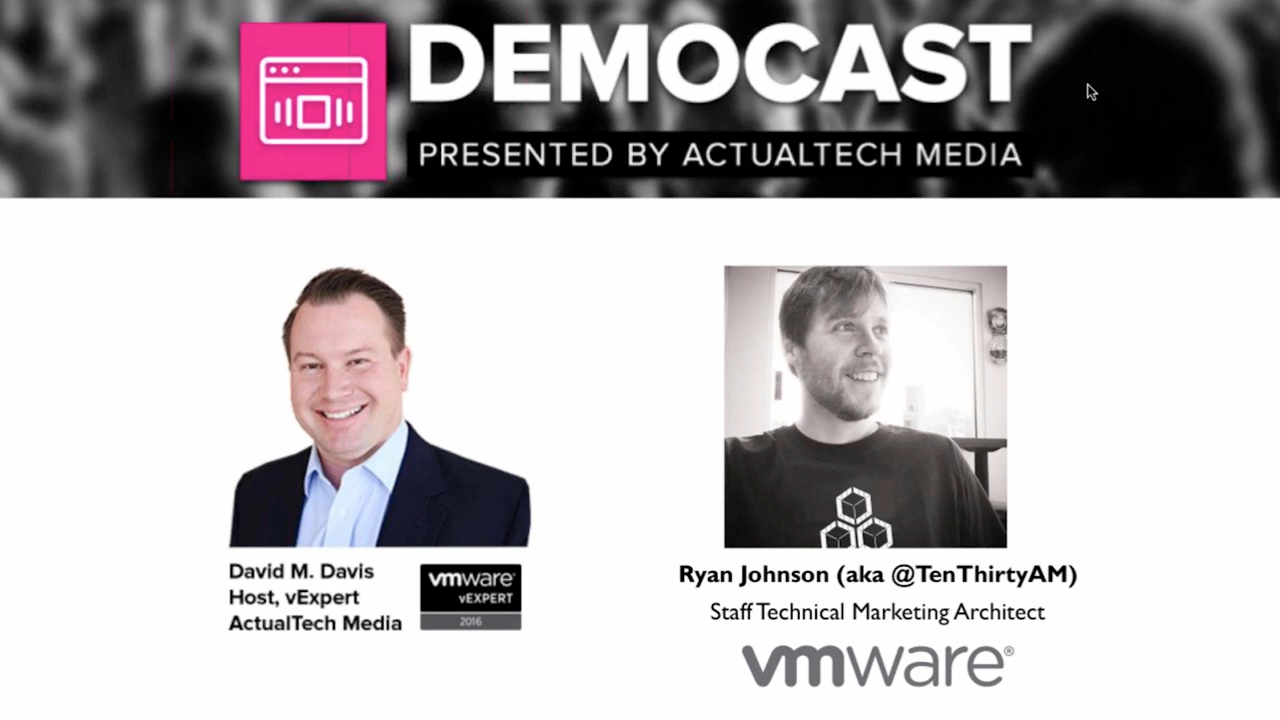 DEMOCAST
PRESENTED BY ACTUALTECH MEDIA
David M. Davis
Host, vExpert
ActualTech Media
vmware®
vEXPERT
2016
Ryan Johnson (aka @TenThirtyAM)
Staff Technical Marketing Architect
vmware®